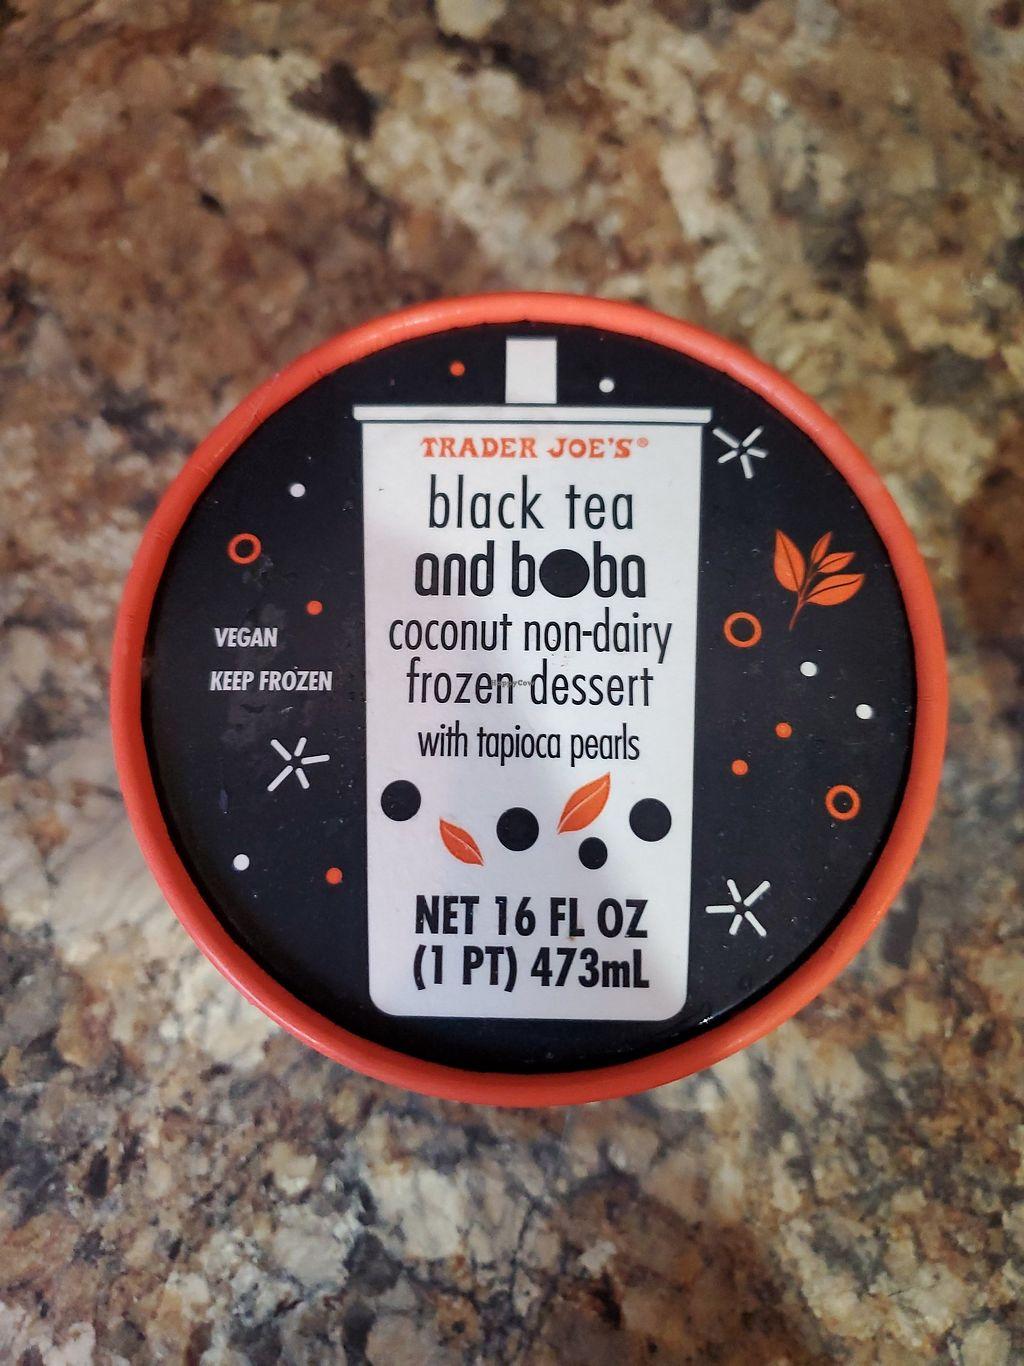 TRADER JOE'S®
black tea
and boba
coconut non-dairy
frozen dessert
with tapioca pearls
VEGAN
KEEP FROZEN
NET 16 FL OZ
(1 PT) 473mL
HappyCow